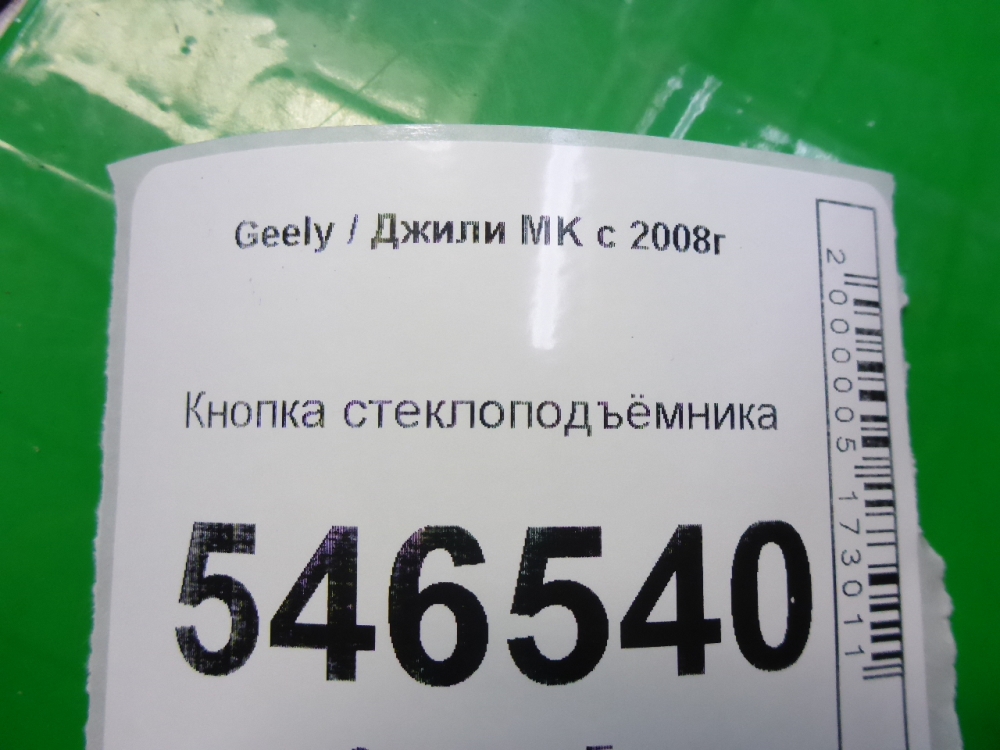 Geely / Джили МК с 2008г
Кнопка стеклоподъёмника
546540
2000005173011